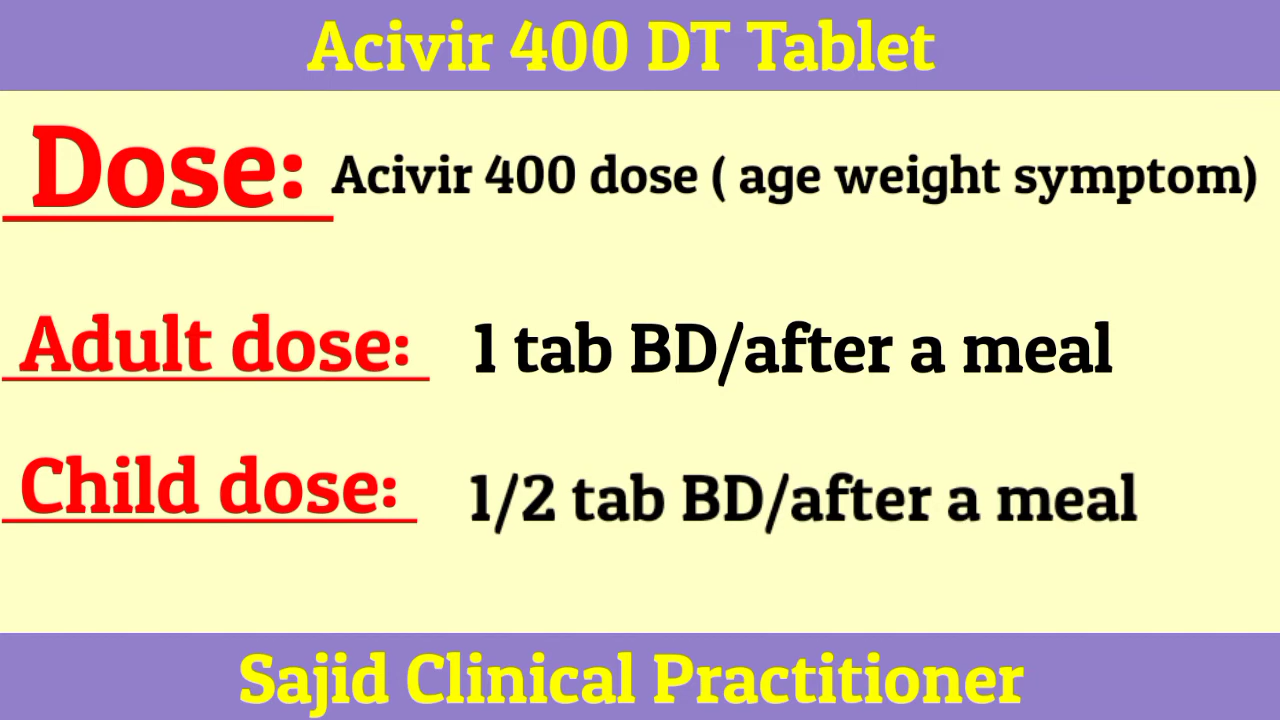 Acivir 400 DT Tablet
Dose: Acivir 400 dose ( age weight symptom)
Adult dose: 1 tab BD/after a meal
Child dose: 1/2 tab BD/after a meal
Sajid Clinical Practitioner